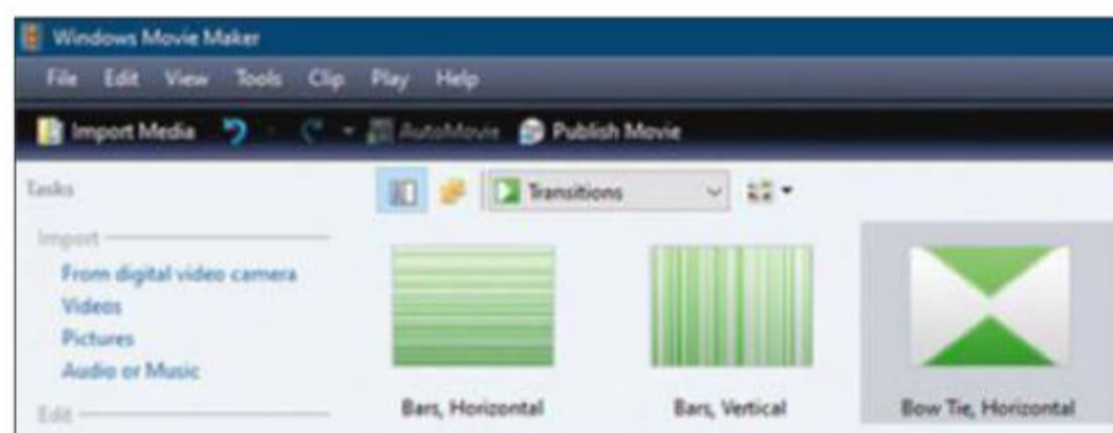 Windows Movie Maker
File Edit View Tools Clip Play Help
Import Media AutoMovie Publish Movie
Tasks
Transitions
Import
From digital video camera
Videos
Pictures
Audio or Music
Bars, Horizontal Bars, Vertical Bow Tie, Horizontal
Edit